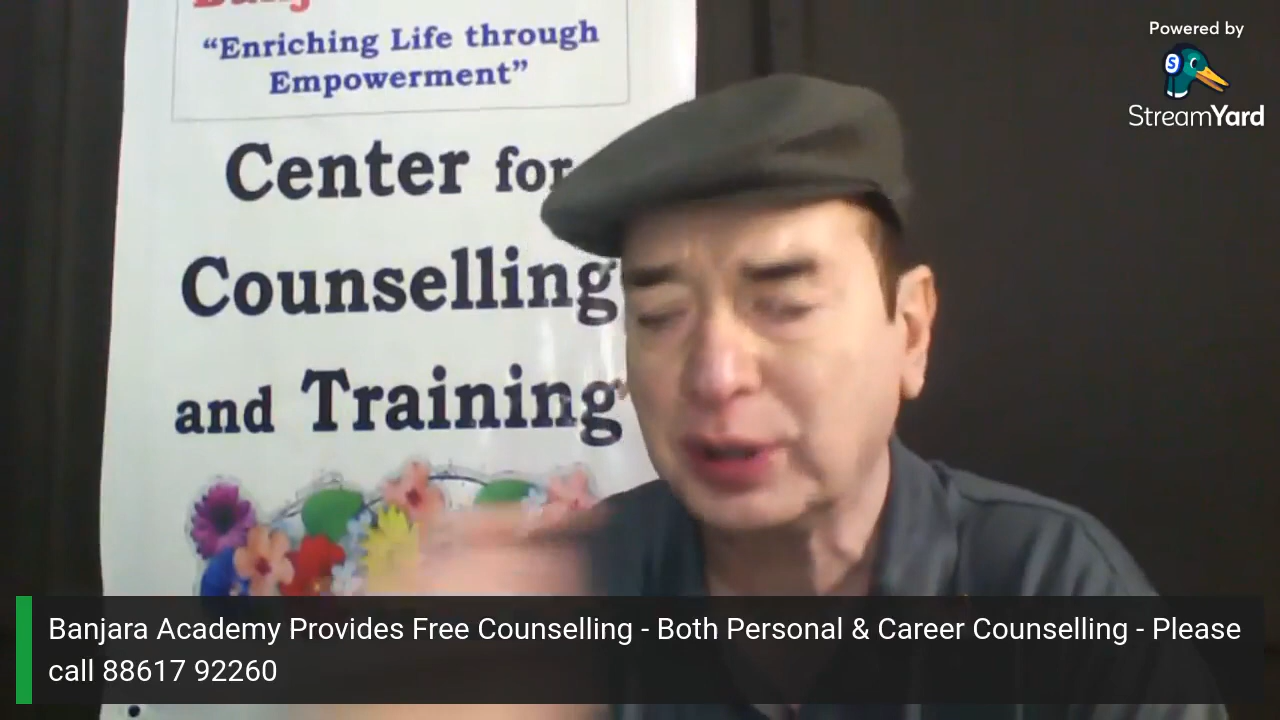 “Enriching Life through
Empowerment”
Center for
Counselling
and Training
Powered by
StreamYard
Banjara Academy Provides Free Counselling - Both Personal & Career Counselling - Please
call 88617 92260